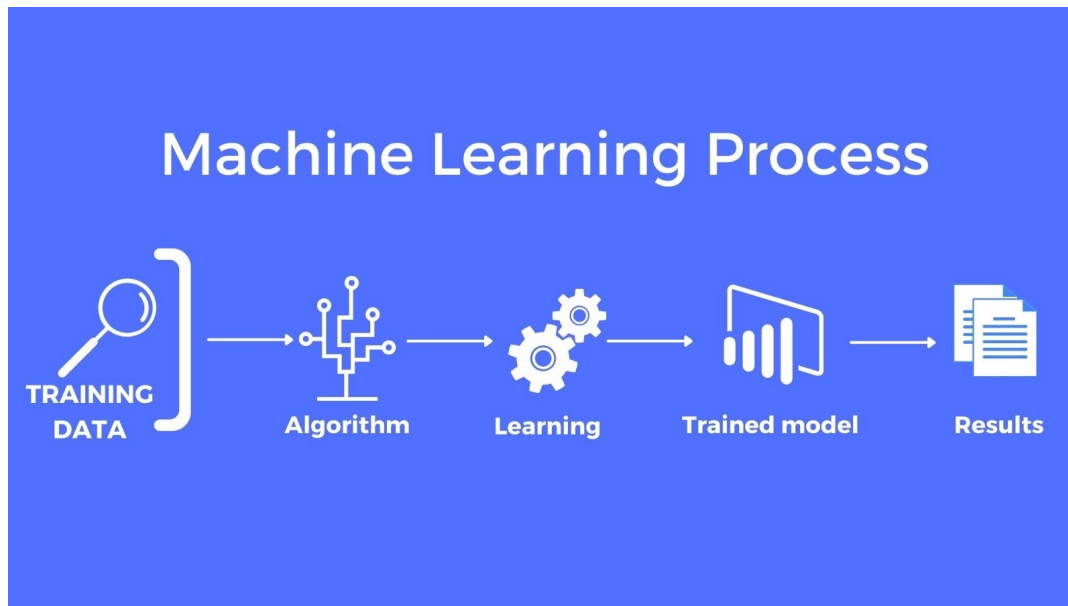 Machine Learning Process
TRAINING
DATA
Algorithm
Learning
Trained model
Results